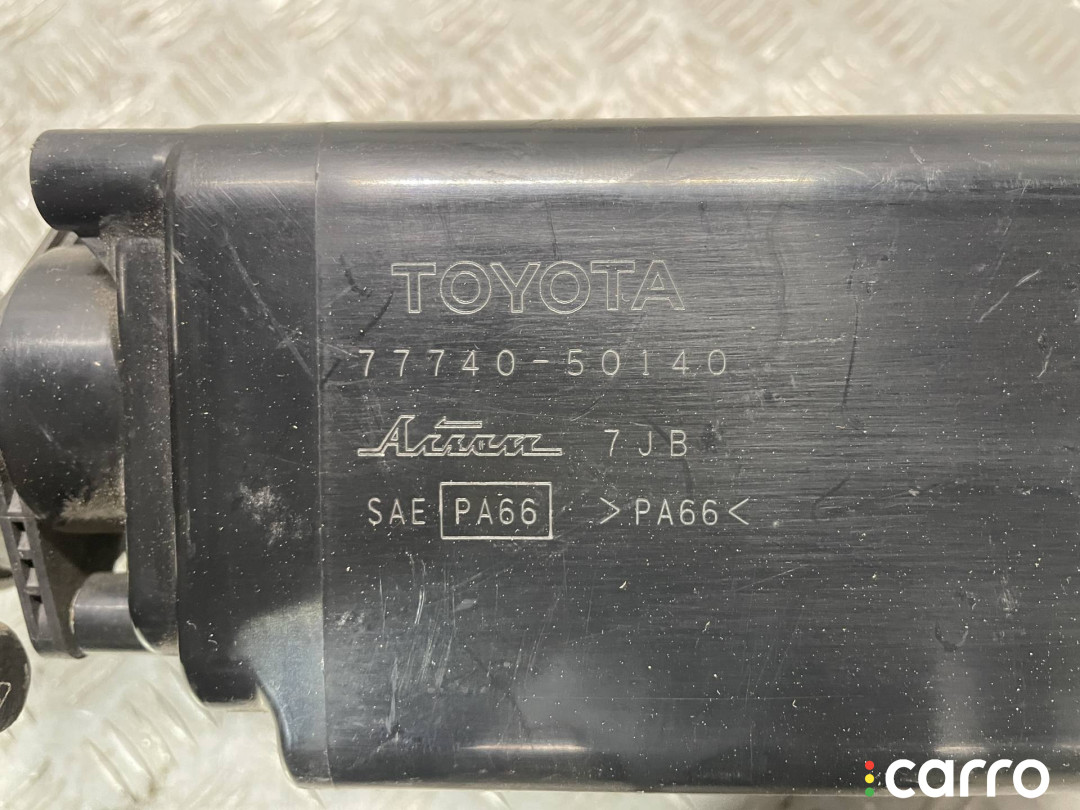 TOYOTA
77740-50140
Aisan 7JB
SAE PA66 >PA66<
carro